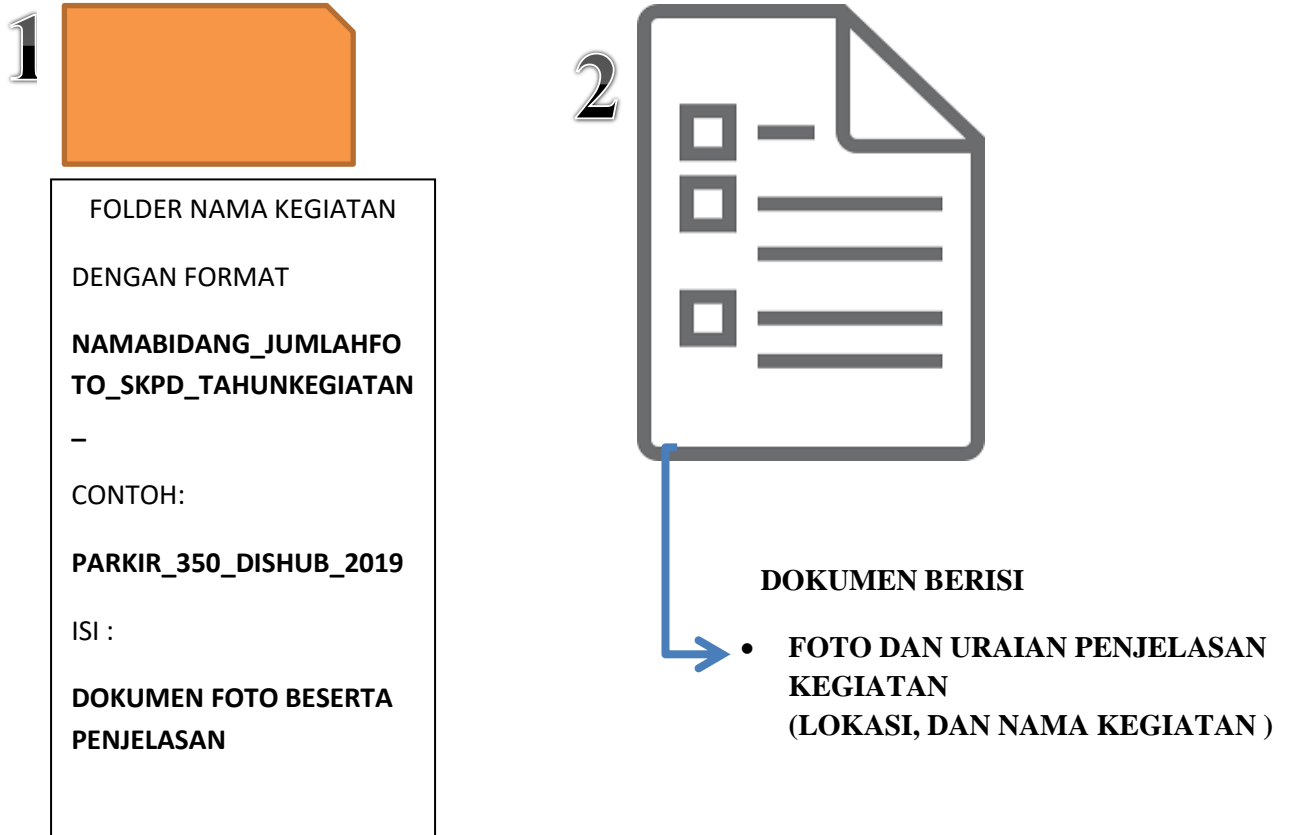 1
FOLDER NAMA KEGIATAN
DENGAN FORMAT
NAMABIDANG_JUMLAHFO
TO_SKPD_TAHUNKEGIATAN
_
CONTOH:
PARKIR_350_DISHUB_2019
ISI :
DOKUMEN FOTO BESERTA
PENJELASAN
2
DOKUMEN BERISI
• FOTO DAN URAIAN PENJELASAN
KEGIATAN
(LOKASI, DAN NAMA KEGIATAN )